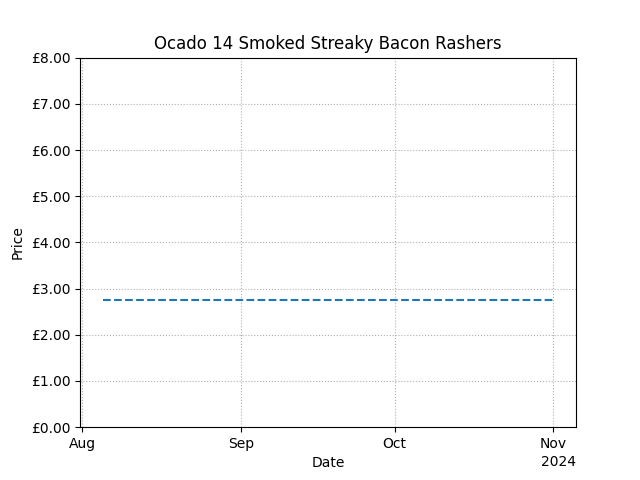 Ocado 14 Smoked Streaky Bacon Rashers
£8.00
£7.00
£6.00
£5.00
£4.00
£3.00
£2.00
£1.00
£0.00
Price
Aug Sep Oct Nov
2024
Date